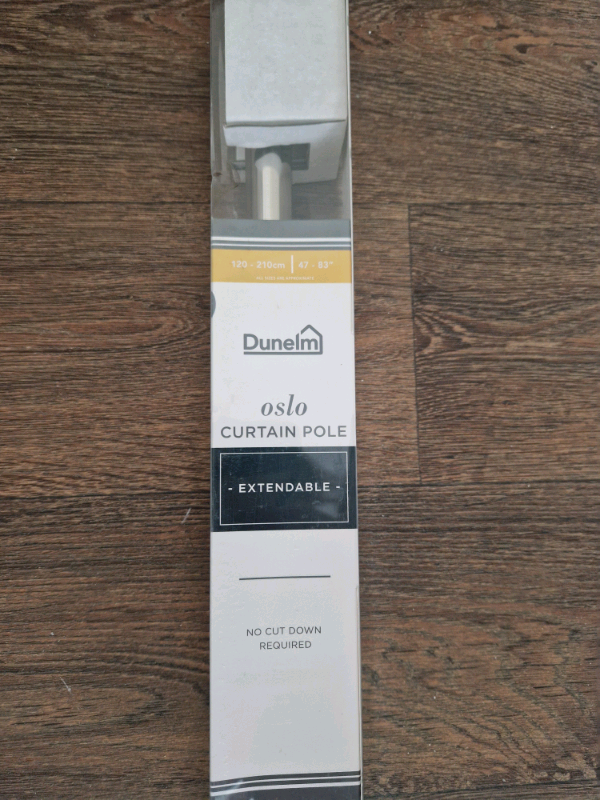 120 - 210cm | 47 - 83"
Dunelm
oslo
CURTAIN POLE
- EXTENDABLE -
NO CUT DOWN
REQUIRED